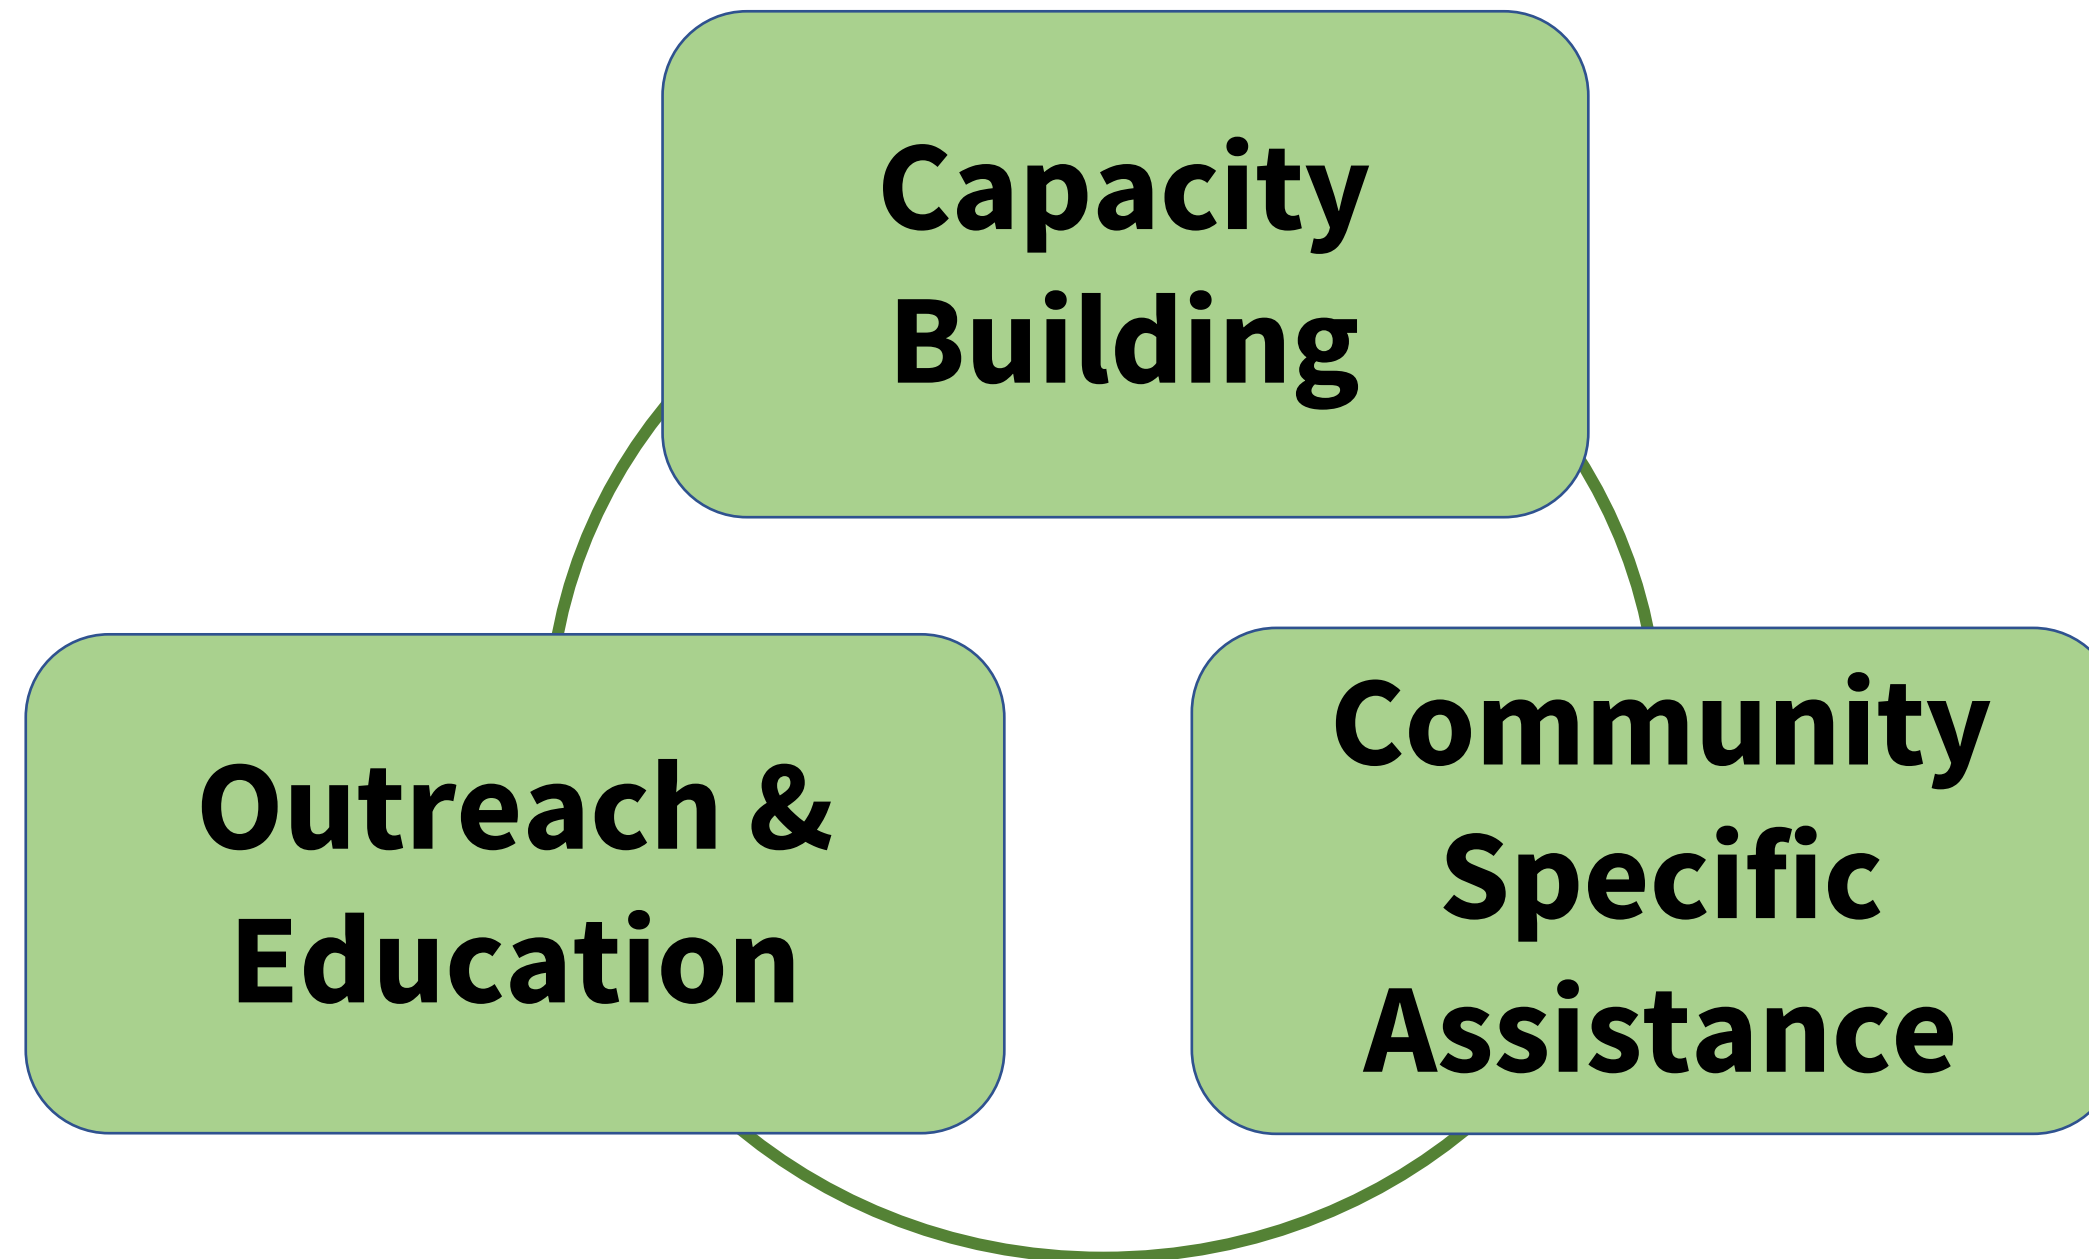 Capacity
Building
Outreach &
Education
Community
Specific
Assistance